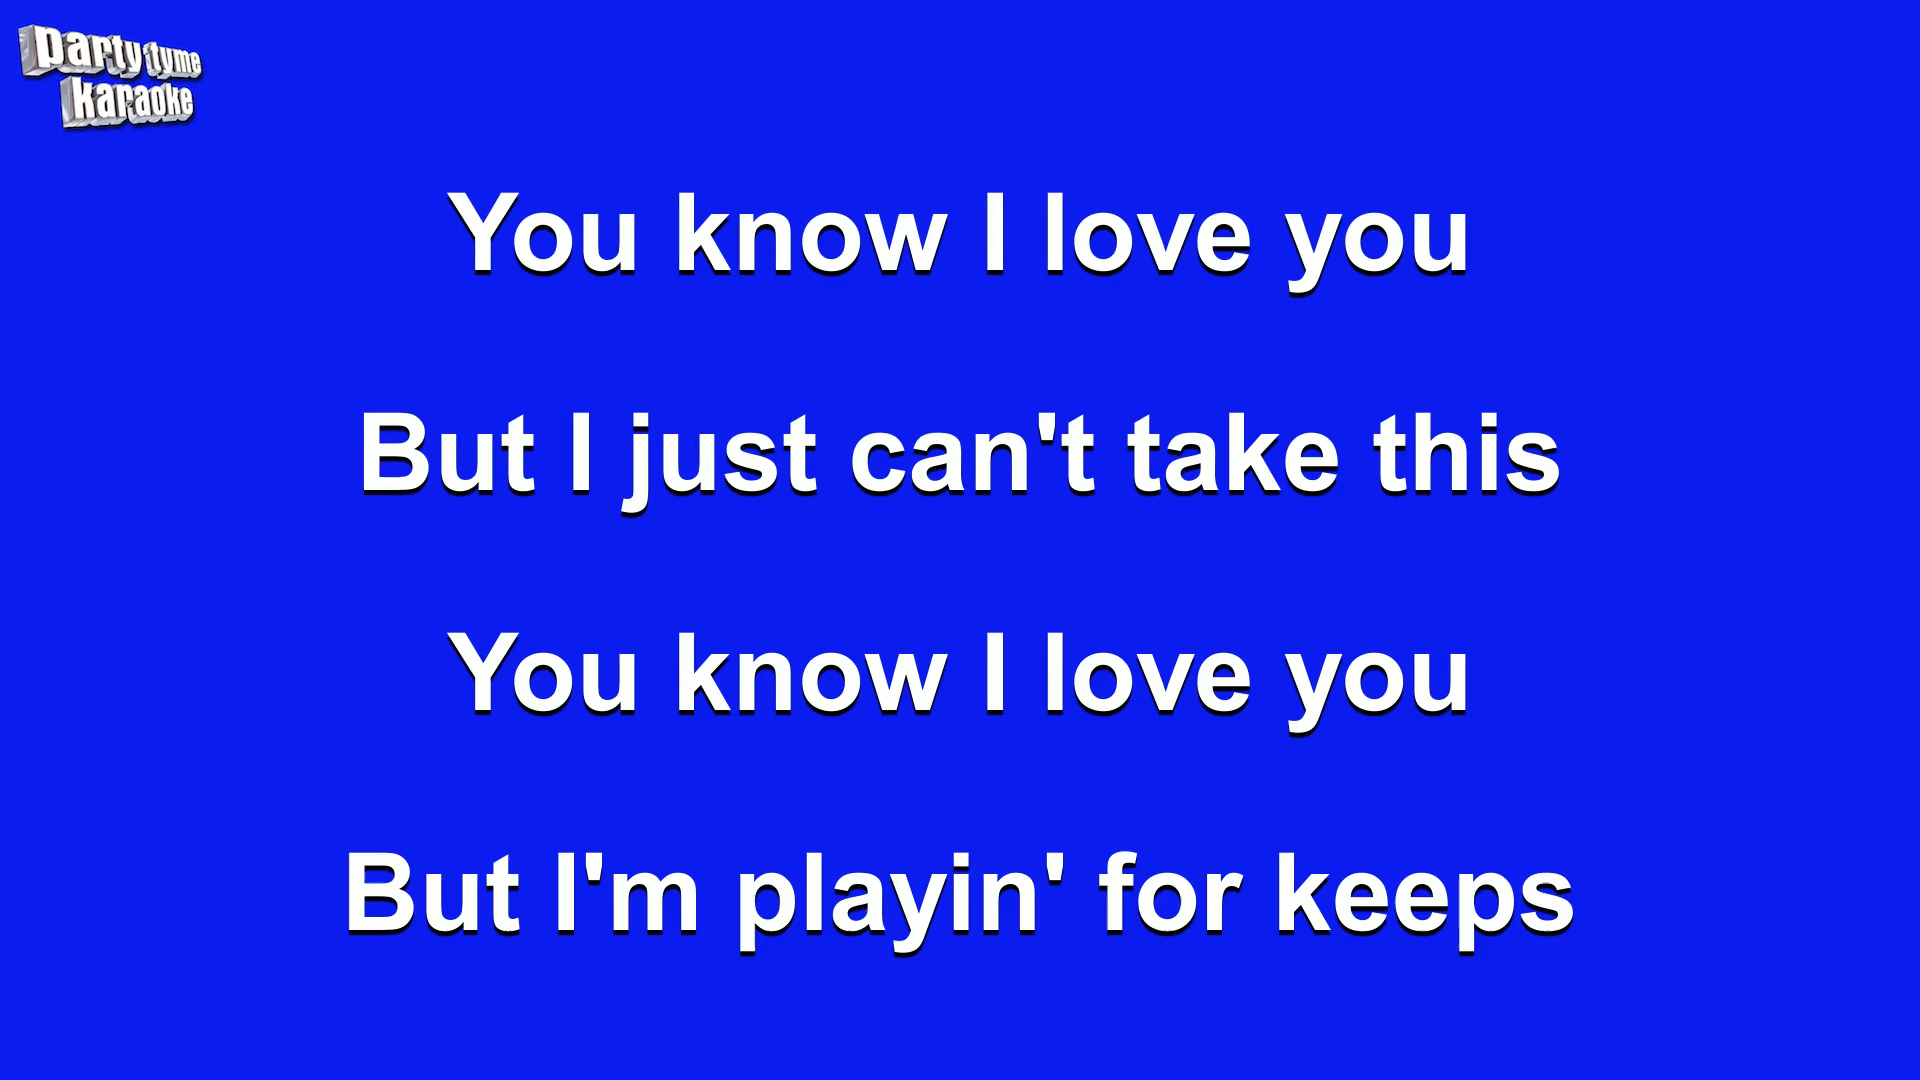 party tyme
karaoke
You know I love you
But I just can't take this
You know I love you
But I'm playin' for keeps